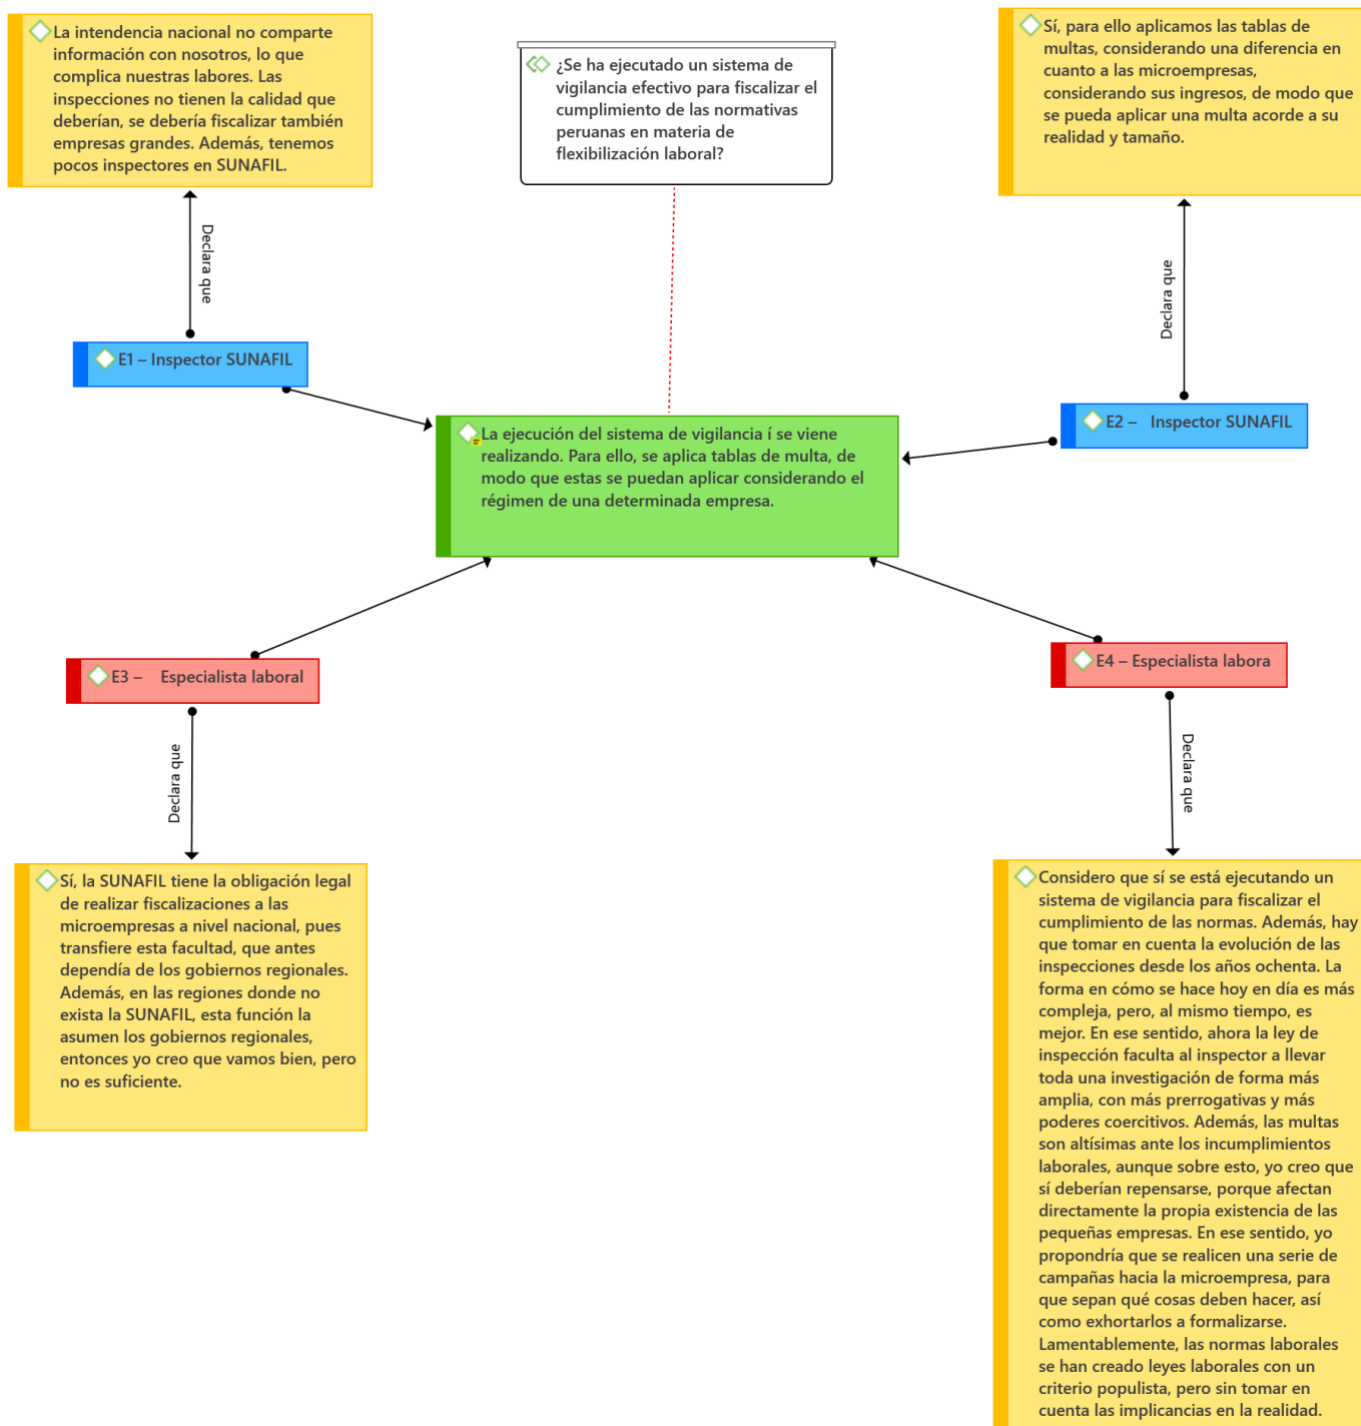 La intendencia nacional no comparte
información con nosotros, lo que
complica nuestras labores. Las
inspecciones no tienen la calidad que
deberían, se debería fiscalizar también
empresas grandes. Además, tenemos
pocos inspectores en SUNAFIL.
¿Se ha ejecutado un sistema de
vigilancia efectivo para fiscalizar el
cumplimiento de las normativas
peruanas en materia de
flexibilización laboral?
Sí, para ello aplicamos las tablas de
multas, considerando una diferencia en
cuanto a las microempresas,
considerando sus ingresos, de modo que
se pueda aplicar una multa acorde a su
realidad y tamaño.
Declara que
Declara que
E1 – Inspector SUNAFIL
E2 – Inspector SUNAFIL
La ejecución del sistema de vigilancia í se viene
realizando. Para ello, se aplica tablas de multa, de
modo que estas se puedan aplicar considerando el
régimen de una determinada empresa.
E3 – Especialista laboral
E4 – Especialista labora
Declara que
Declara que
Sí, la SUNAFIL tiene la obligación legal
de realizar fiscalizaciones a las
microempresas a nivel nacional, pues
transfiere esta facultad, que antes
dependía de los gobiernos regionales.
Además, en las regiones donde no
exista la SUNAFIL, esta función la
asumen los gobiernos regionales,
entonces yo creo que vamos bien, pero
no es suficiente.
Considero que sí se está ejecutando un
sistema de vigilancia para fiscalizar el
cumplimiento de las normas. Además, hay
que tomar en cuenta la evolución de las
inspecciones desde los años ochenta. La
forma en cómo se hace hoy en día es más
compleja, pero, al mismo tiempo, es
mejor. En ese sentido, ahora la ley de
inspección faculta al inspector a llevar
toda una investigación de forma más
amplia, con más prerrogativas y más
poderes coercitivos. Además, las multas
son altísimas ante los incumplimientos
laborales, aunque sobre esto, yo creo que
sí deberían repensarse, porque afectan
directamente la propia existencia de las
pequeñas empresas. En ese sentido, yo
propondría que se realicen una serie de
campañas hacia la microempresa, para
que sepan qué cosas deben hacer, así
como exhortarlos a formalizarse.
Lamentablemente, las normas laborales
se han creado leyes laborales con un
criterio populista, pero sin tomar en
cuenta las implicancias en la realidad.